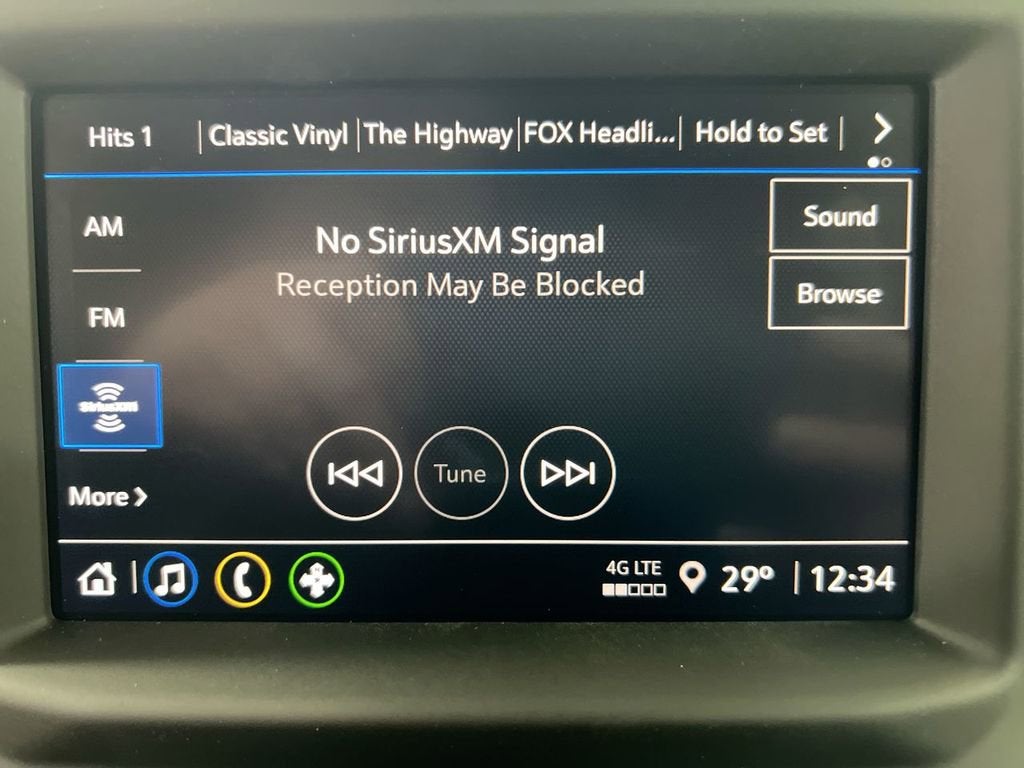 Hits 1 Classic Vinyl The Highway FOX Headli... Hold to Set
AM
No SiriusXM Signal
Reception May Be Blocked
Sound
Browse
FM
SiriusXM
Tune
More
4G LTE
29° 12:34